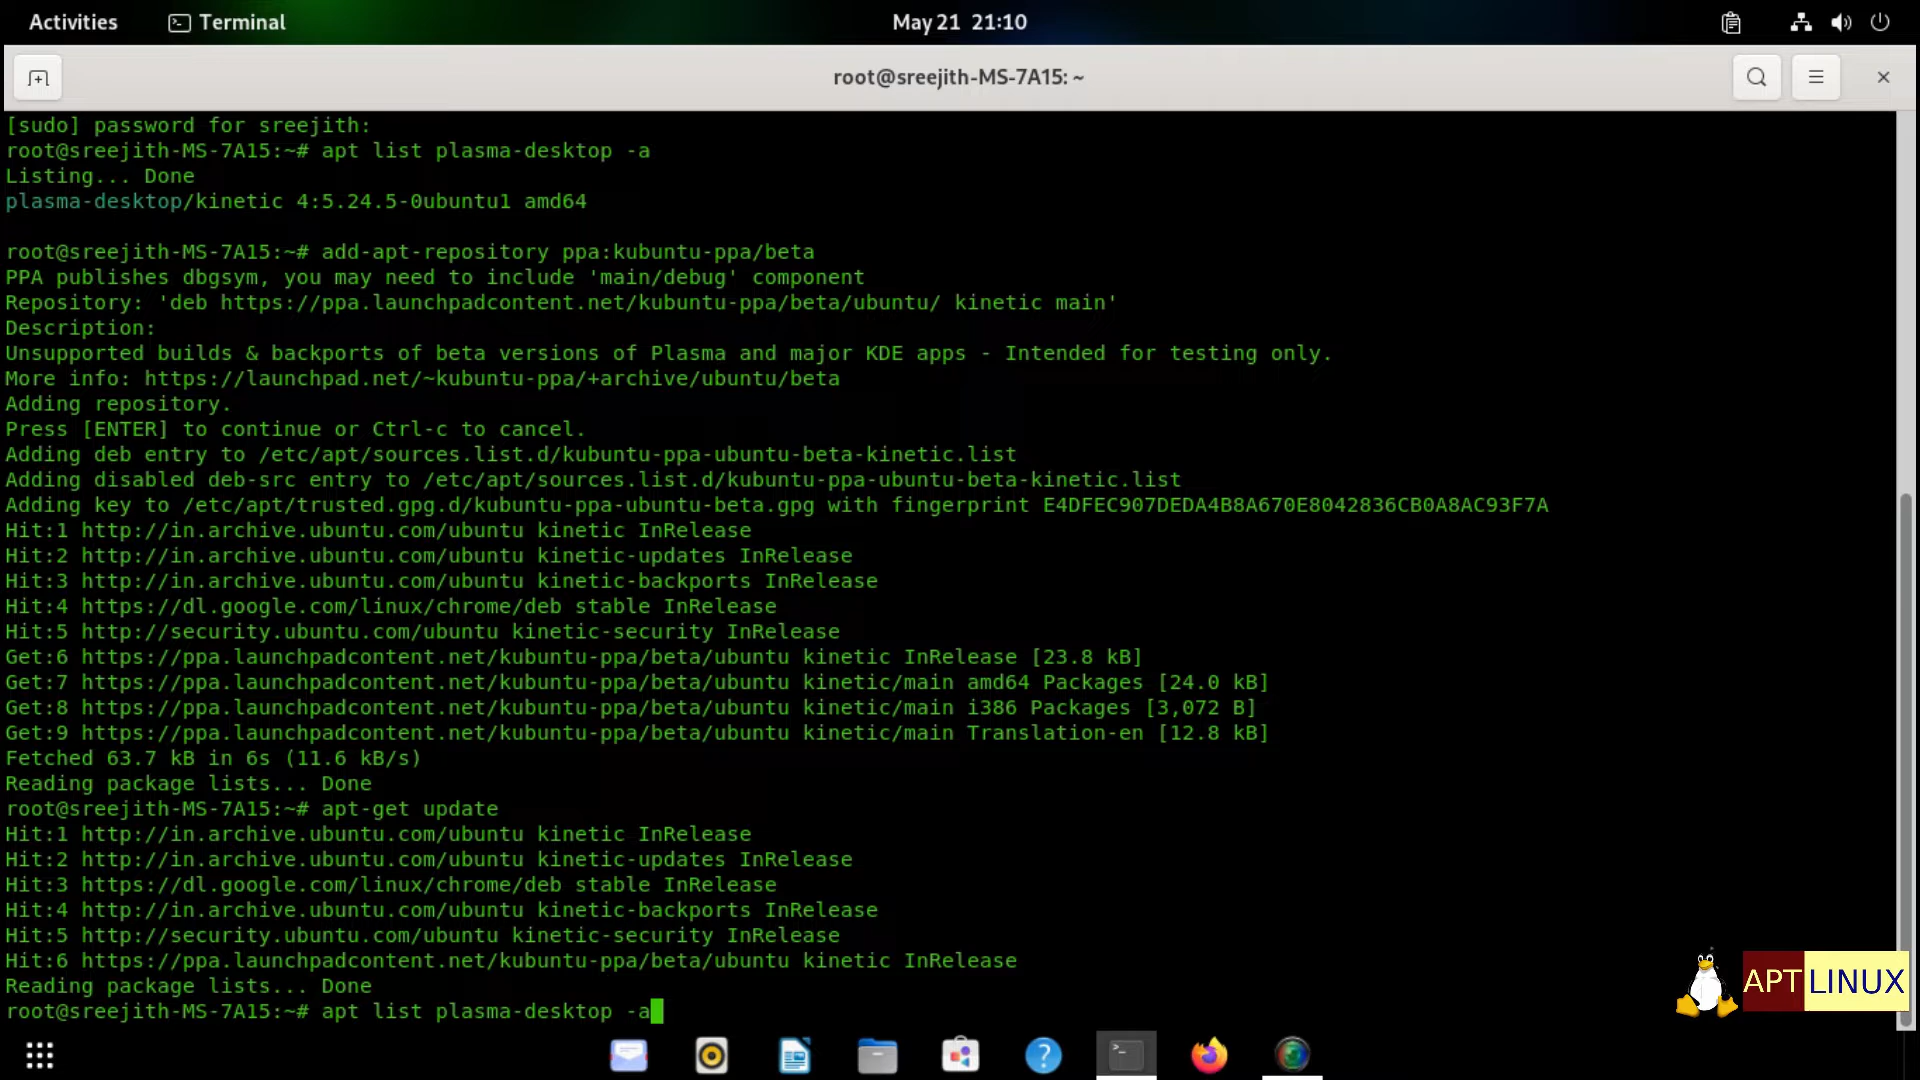 Activities
Terminal
May 21 21:10
root@sreejith-MS-7A15: ~
[sudo] password for sreejith:
root@sreejith-MS-7A15:~# apt list plasma-desktop -a
Listing... Done
plasma-desktop/kinetic 4:5.24.5-0ubuntu1 amd64
root@sreejith-MS-7A15:~# add-apt-repository ppa:kubuntu-ppa/beta
PPA publishes dbgsym, you may need to include 'main/debug' component
Repository: 'deb https://ppa.launchpadcontent.net/kubuntu-ppa/beta/ubuntu/ kinetic main'
Description:
Unsupported builds & backports of beta versions of Plasma and major KDE apps - Intended for testing only.
More info: https://launchpad.net/~kubuntu-ppa/+archive/ubuntu/beta
Adding repository.
Press [ENTER] to continue or Ctrl-c to cancel.
Adding deb entry to /etc/apt/sources.list.d/kubuntu-ppa-ubuntu-beta-kinetic.list
Adding disabled deb-src entry to /etc/apt/sources.list.d/kubuntu-ppa-ubuntu-beta-kinetic.list
Adding key to /etc/apt/trusted.gpg.d/kubuntu-ppa-ubuntu-beta.gpg with fingerprint E4DFEC907DEDA4B8A670E8042836CB0A8AC93F7A
Hit:1 http://in.archive.ubuntu.com/ubuntu kinetic InRelease
Hit:2 http://in.archive.ubuntu.com/ubuntu kinetic-updates InRelease
Hit:3 http://in.archive.ubuntu.com/ubuntu kinetic-backports InRelease
Hit:4 https://dl.google.com/linux/chrome/deb stable InRelease
Hit:5 http://security.ubuntu.com/ubuntu kinetic-security InRelease
Get:6 https://ppa.launchpadcontent.net/kubuntu-ppa/beta/ubuntu kinetic InRelease [23.8 kB]
Get:7 https://ppa.launchpadcontent.net/kubuntu-ppa/beta/ubuntu kinetic/main amd64 Packages [24.0 kB]
Get:8 https://ppa.launchpadcontent.net/kubuntu-ppa/beta/ubuntu kinetic/main i386 Packages [3,072 B]
Get:9 https://ppa.launchpadcontent.net/kubuntu-ppa/beta/ubuntu kinetic/main Translation-en [12.8 kB]
Fetched 63.7 kB in 6s (11.6 kB/s)
Reading package lists... Done
root@sreejith-MS-7A15:~# apt-get update
Hit:1 http://in.archive.ubuntu.com/ubuntu kinetic InRelease
Hit:2 http://in.archive.ubuntu.com/ubuntu kinetic-updates InRelease
Hit:3 https://dl.google.com/linux/chrome/deb stable InRelease
Hit:4 http://in.archive.ubuntu.com/ubuntu kinetic-backports InRelease
Hit:5 http://security.ubuntu.com/ubuntu kinetic-security InRelease
Hit:6 https://ppa.launchpadcontent.net/kubuntu-ppa/beta/ubuntu kinetic InRelease
Reading package lists... Done
root@sreejith-MS-7A15:~# apt list plasma-desktop -a
APT LINUX